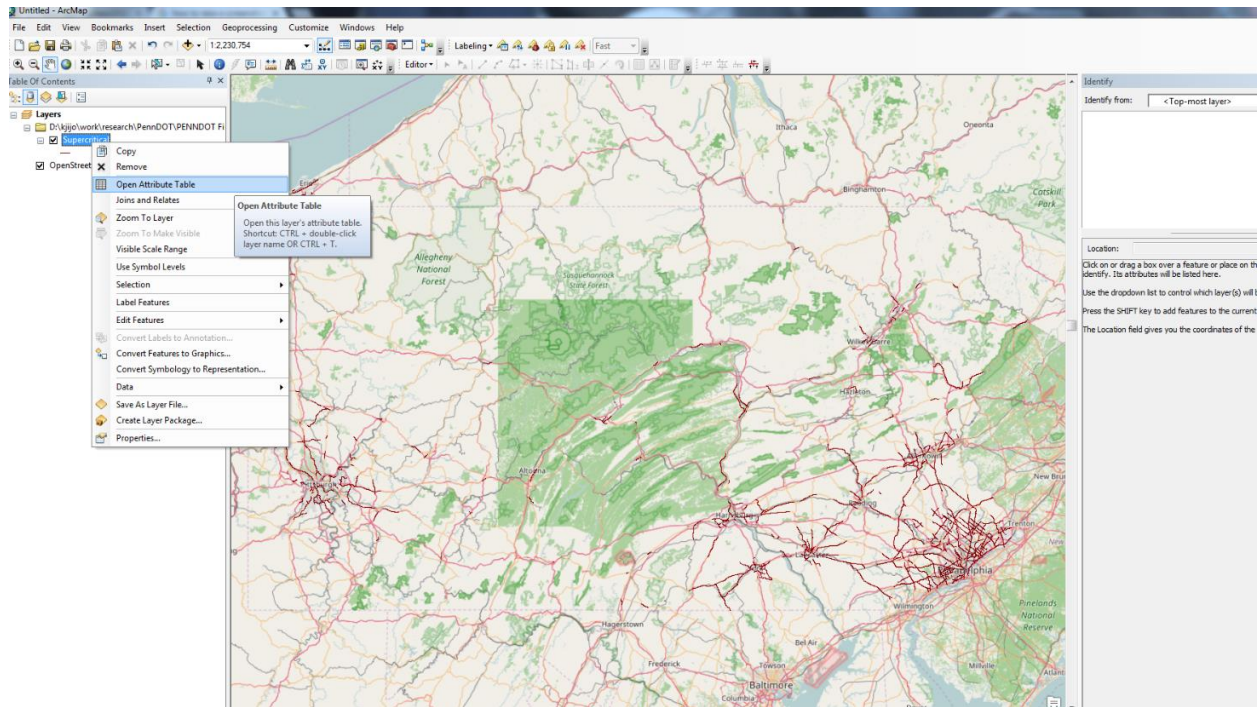 Untitled - ArcMap
File Edit View Bookmarks Insert Selection Geoprocessing Customize Windows Help
1:2,230,754
Labeling
Fast
Editor
Table Of Contents
Layers
D:\kjijo\work\research\PennDOT\PENNDOT Fi
Supercritical
OpenStreet
Copy
Remove
Open Attribute Table
Joins and Relates
Zoom To Layer
Zoom To Make Visible
Visible Scale Range
Use Symbol Levels
Selection
Label Features
Edit Features
Convert Labels to Annotation...
Convert Features to Graphics...
Convert Symbology to Representation...
Data
Save As Layer File...
Create Layer Package...
Properties...
Open Attribute Table
Open this layer's attribute table.
Shortcut: CTRL + double-click
layer name OR CTRL + T.
Ithaca
Oneonta
Binghamton
Catskill
Park
Erie
Allegheny
National
Forest
Susquehannock
State Forest
Wilkes-Barre
Hazleton
Altoona
Pittsburgh
Allentown
New Brun
Reading
Harrisburg
Trenton
Lancaster
Philadelphia
Wilmington
Pinelands
National
Reserve
Hagerstown
Bel Air
Frederick
Towson
Millville
Atlant
Baltimore
Columbia
Identify
Identify from:
<Top-most layer>
Location:
Click on or drag a box over a feature or place on th
identify. Its attributes will be listed here.
Use the dropdown list to control which layer(s) will b
Press the SHIFT key to add features to the current
The Location field gives you the coordinates of the